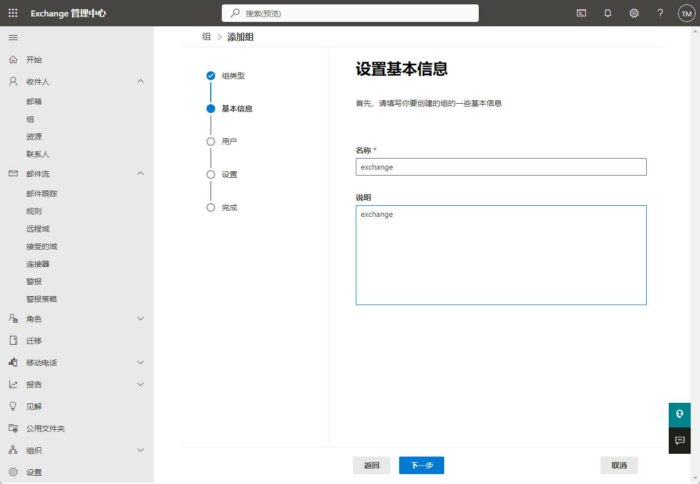 Exchange 管理中心
搜索(预览)
TM
组 > 添加组
开始
收件人
邮箱
组
资源
联系人
邮件流
邮件跟踪
规则
远程域
接受的域
连接器
警报
警报策略
角色
迁移
移动电话
报告
见解
公用文件夹
组织
设置
组类型
基本信息
用户
设置
完成
设置基本信息
首先，请填写你要创建的组的一些基本信息
名称 *
exchange
说明
exchange
返回
下一步
取消